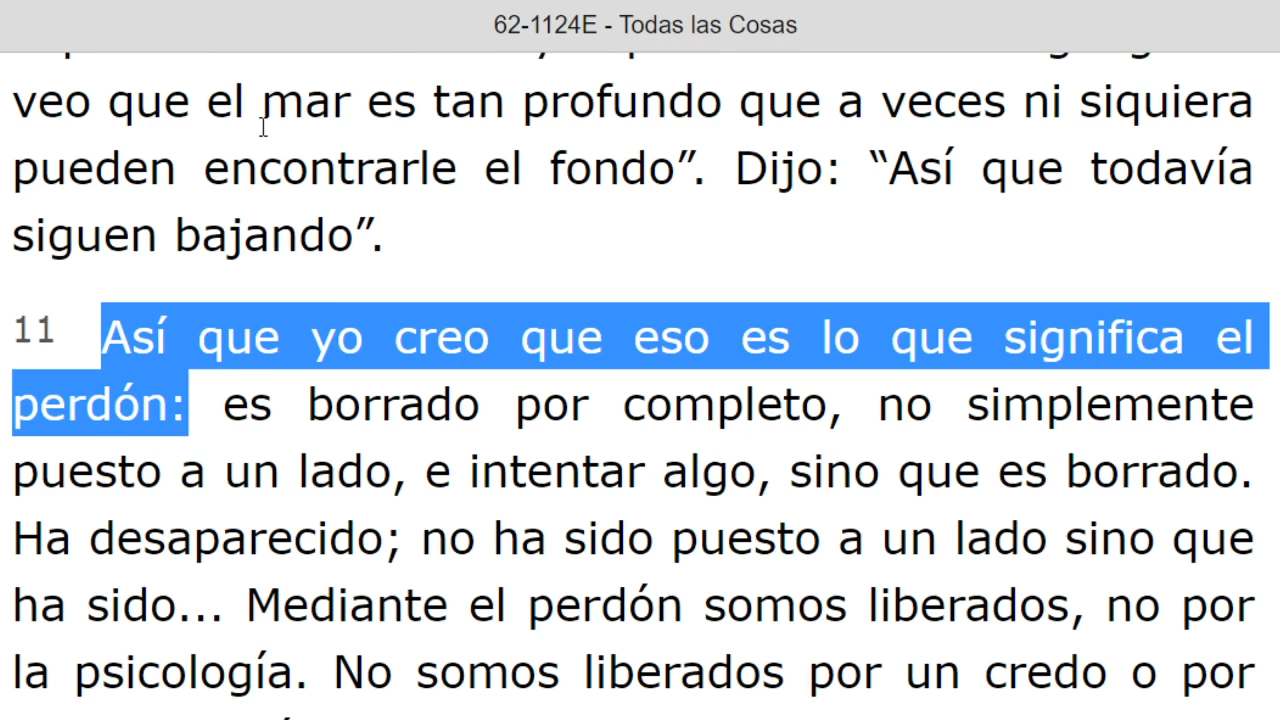 62-1124E - Todas las Cosas
veo que el mar es tan profundo que a veces ni siquiera
pueden encontrarle el fondo”. Dijo: “Así que todavía
siguen bajando”.
11 Así que yo creo que eso es lo que significa el
perdón: es borrado por completo, no simplemente
puesto a un lado, e intentar algo, sino que es borrado.
Ha desaparecido; no ha sido puesto a un lado sino que
ha sido... Mediante el perdón somos liberados, no por
la psicología. No somos liberados por un credo o por